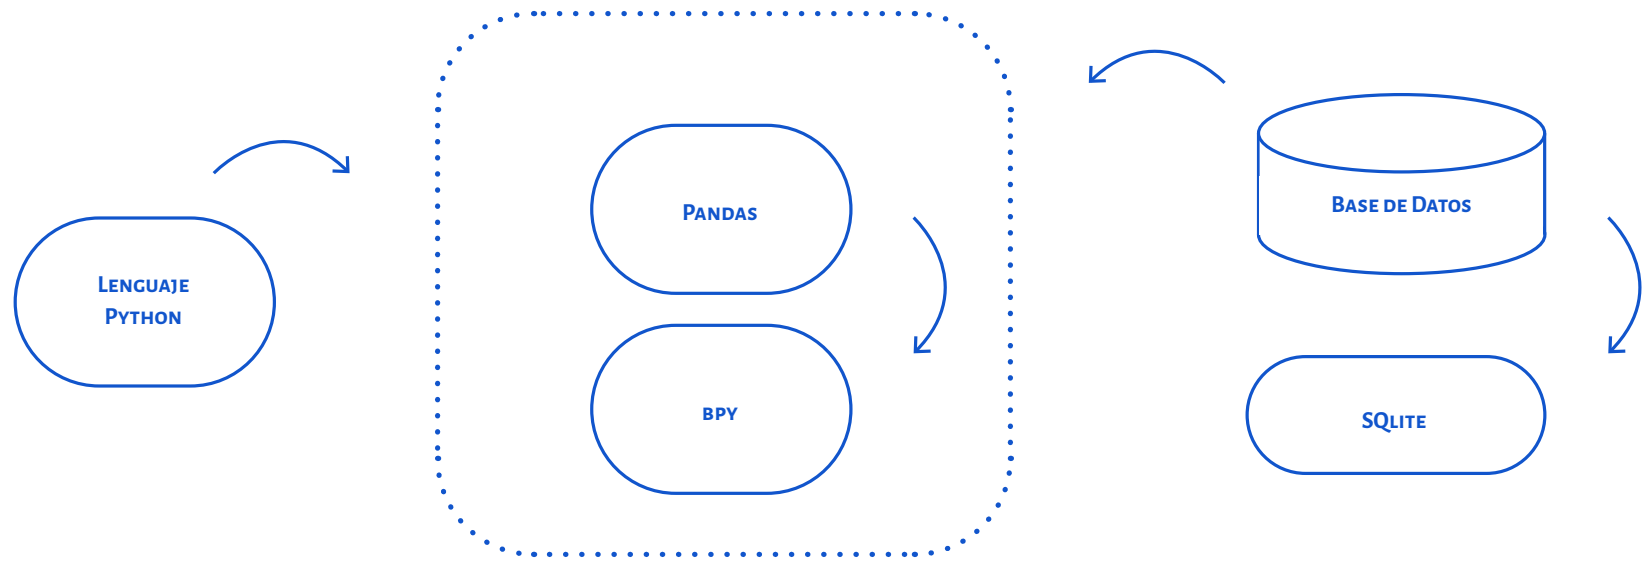 Lenguaje
Python
Pandas
bpy
Base de Datos
SQlite